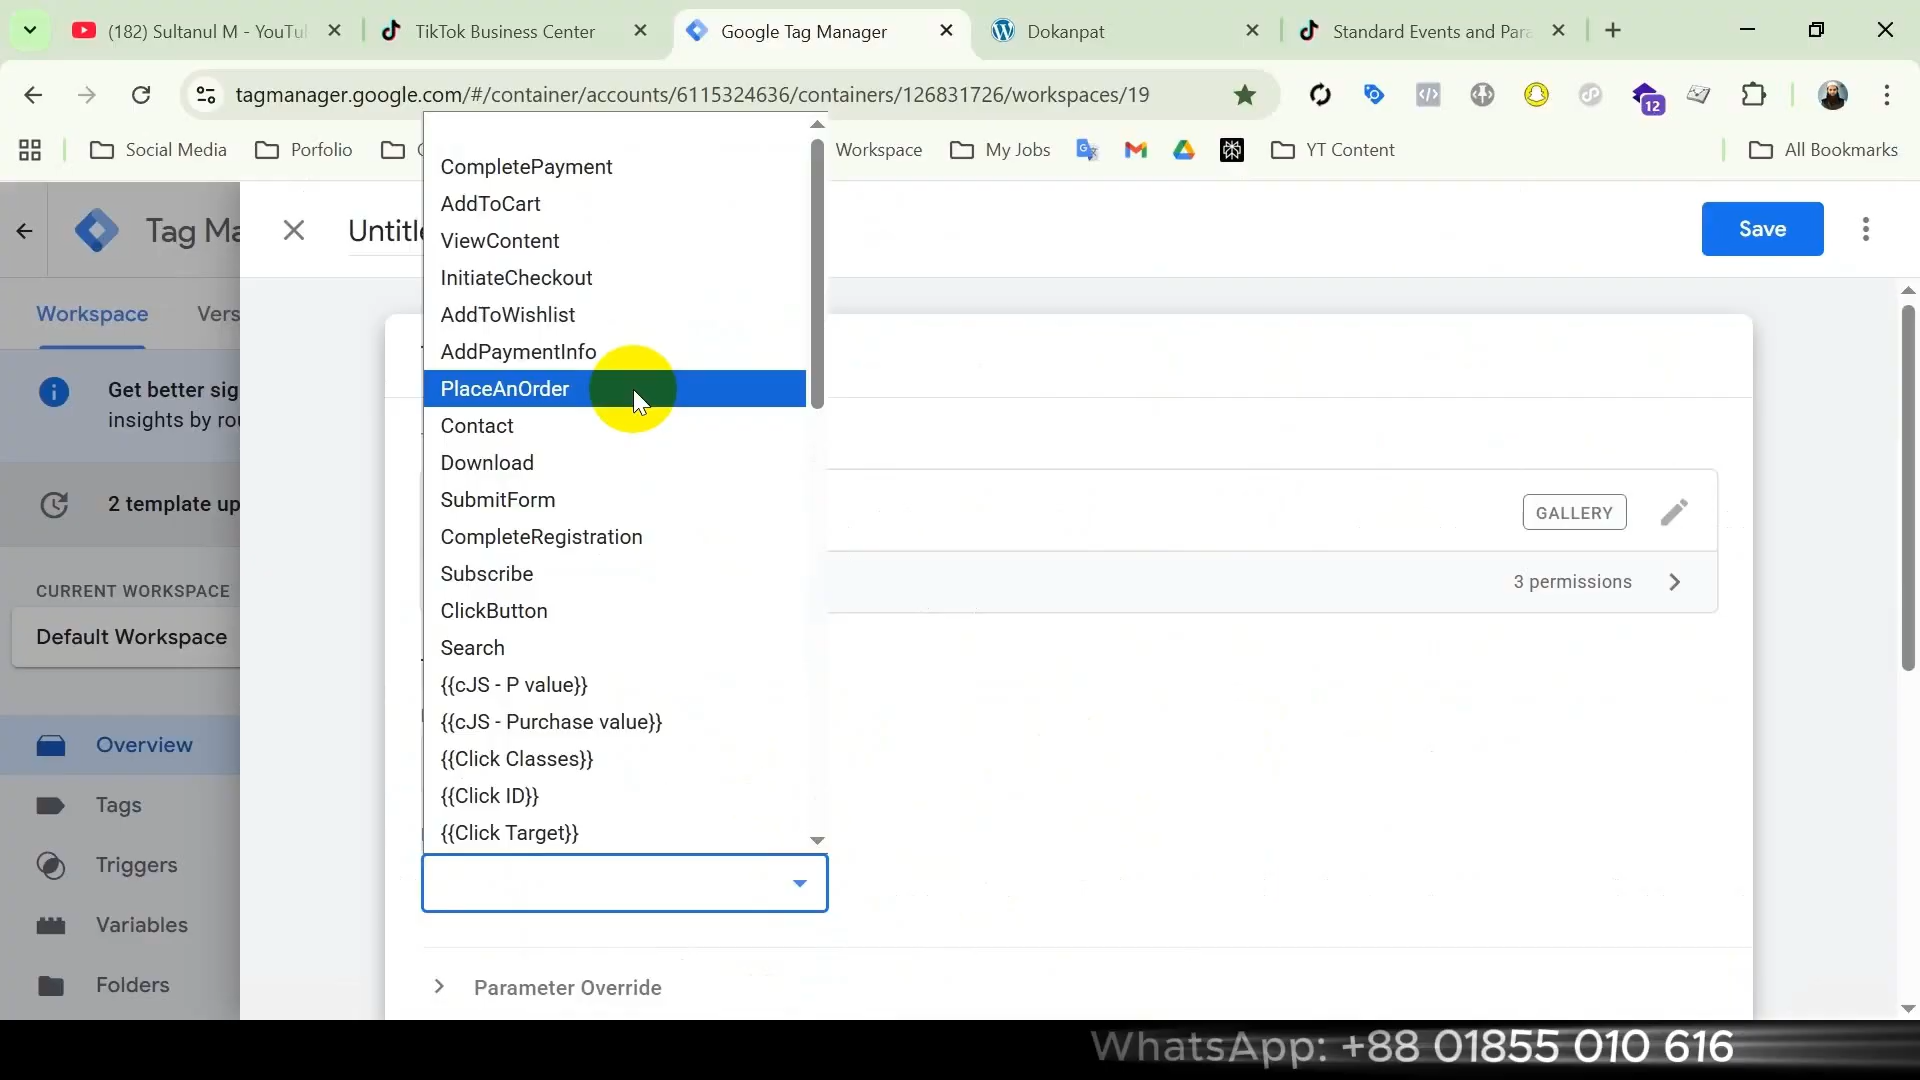 (182) Sultanul M - YouTu
TikTok Business Center
Google Tag Manager
Dokanpat
Standard Events and Para
tagmanager.google.com/#/container/accounts/6115324636/containers/126831726/workspaces/19
12
Social Media
Porfolio
Workspace
My Jobs
YT Content
All Bookmarks
Tag Ma
Untitle
Save
Workspace
Vers
Get better sig
insights by rou
2 template up
CURRENT WORKSPACE
Default Workspace
Overview
Tags
Triggers
Variables
Folders
CompletePayment
AddToCart
ViewContent
InitiateCheckout
AddToWishlist
AddPaymentInfo
PlaceAnOrder
Contact
Download
SubmitForm
CompleteRegistration
Subscribe
ClickButton
Search
{{cJS - P value}}
{{cJS - Purchase value}}
{{Click Classes}}
{{Click ID}}
{{Click Target}}
GALLERY
3 permissions
Parameter Override
WhatsApp: +88 01855 010 616